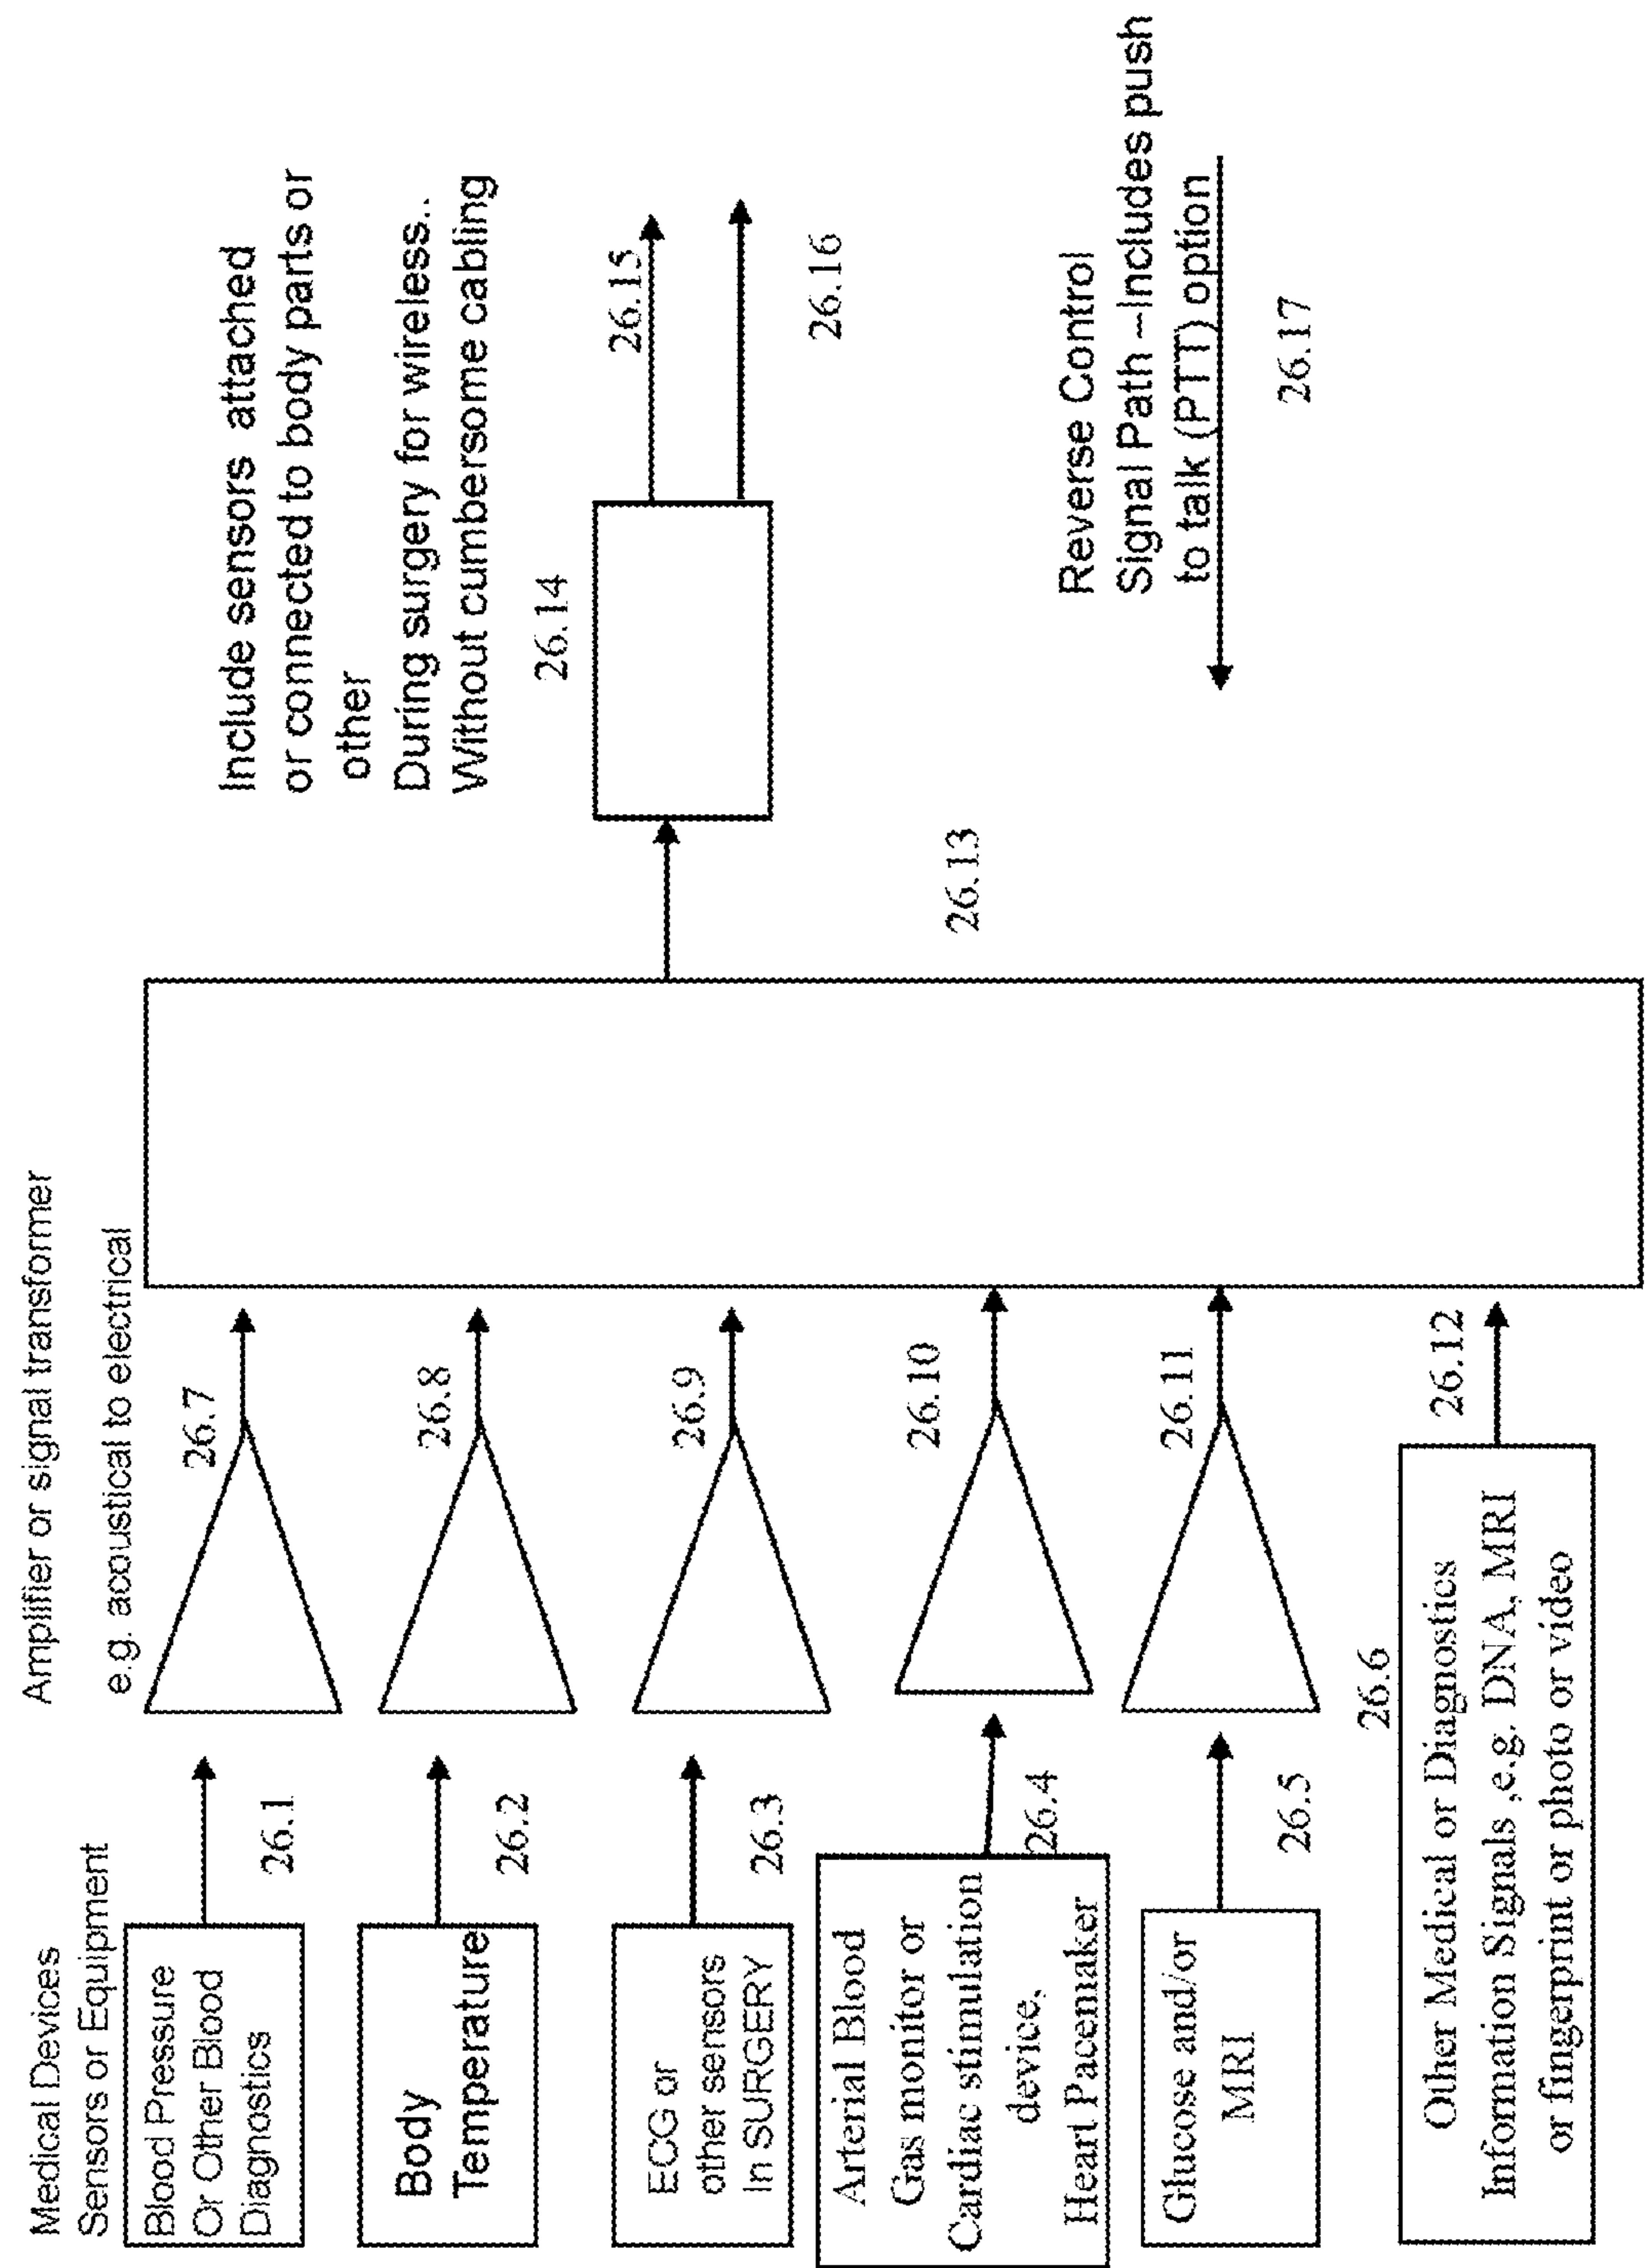 Medical Devices
Sensors or Equipment
Amplifier or signal transformer
e.g. acoustical to electrical
Blood Pressure
Or Other Blood
Diagnostics
26.1
26.7
Body
Temperature
26.2
26.8
ECG or
other sensors
In SURGERY
26.3
26.9
Arterial Blood
Gas monitor or
Cardiac stimulation
device,
Heart Pacemaker
26.4
26.10
Glucose and/or
MRI
26.5
26.11
26.6
Other Medical or Diagnostics
Information Signals ,e.g. DNA, MRI
or fingerprint or photo or video
26.12
26.13
Include sensors attached
or connected to body parts or
other
During surgery for wireless..
Without cumbersome cabling
26.14
26.15
26.16
Reverse Control
Signal Path –Includes push
to talk (PTT) option
26.17